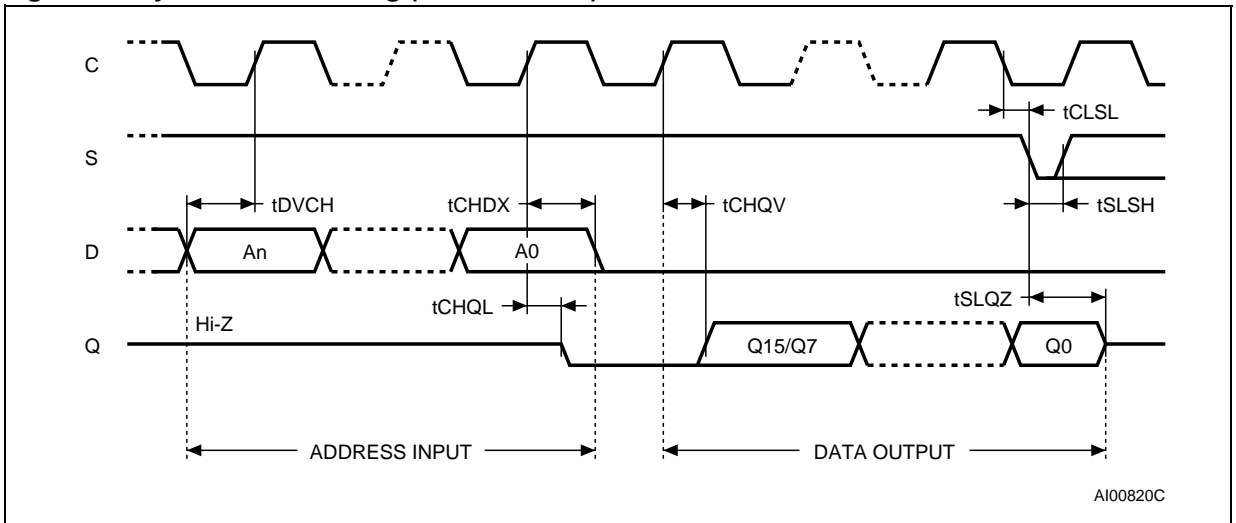 C
tCLSL
S
tDVCH
tCHDX
tCHQV
tSLSH
D
An
A0
tCHQL
tSLQZ
Hi-Z
Q
Q15/Q7
Q0
ADDRESS INPUT
DATA OUTPUT
AI00820C